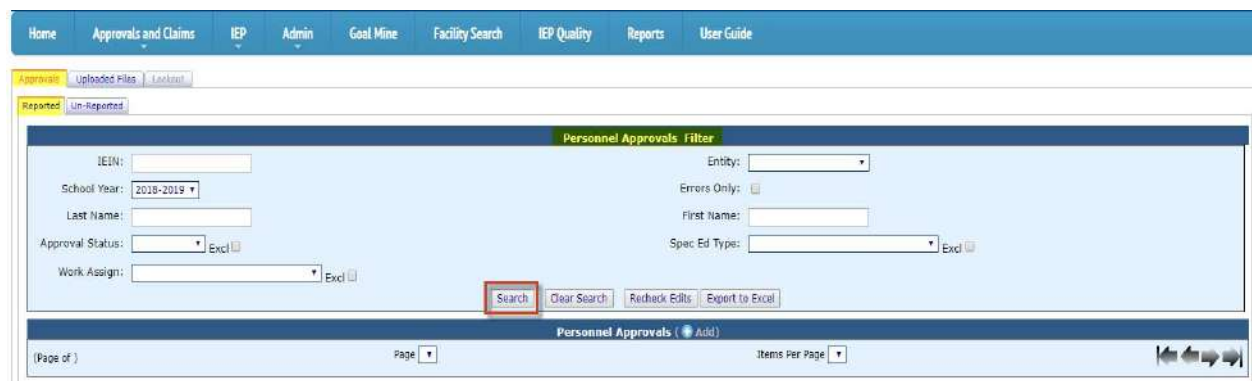 Home Approvals and Claims IEP Admin Goal Mine Facility Search IEP Quality Reports User Guide
Approvals Uploaded Files Lockout
Reported Un-Reported
Personnel Approvals Filter
IEIN: Entity:
School Year: 2018-2019 Errors Only:
Last Name: First Name:
Approval Status: Excl Spec Ed Type: Excl
Work Assign: Excl
Search Clear Search Recheck Edits Export to Excel
Personnel Approvals ( Add)
(Page of ) Page Items Per Page